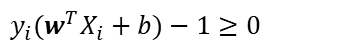 yᵢ(𝒘ᵀXᵢ + b) − 1 ≥ 0